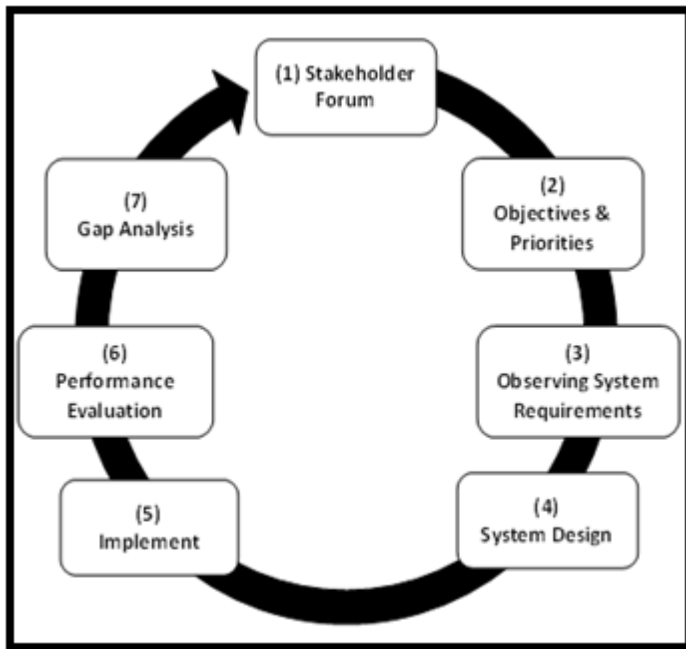 (1) Stakeholder
Forum
(2)
Objectives &
Priorities
(3)
Observing System
Requirements
(4)
System Design
(5)
Implement
(6)
Performance
Evaluation
(7)
Gap Analysis